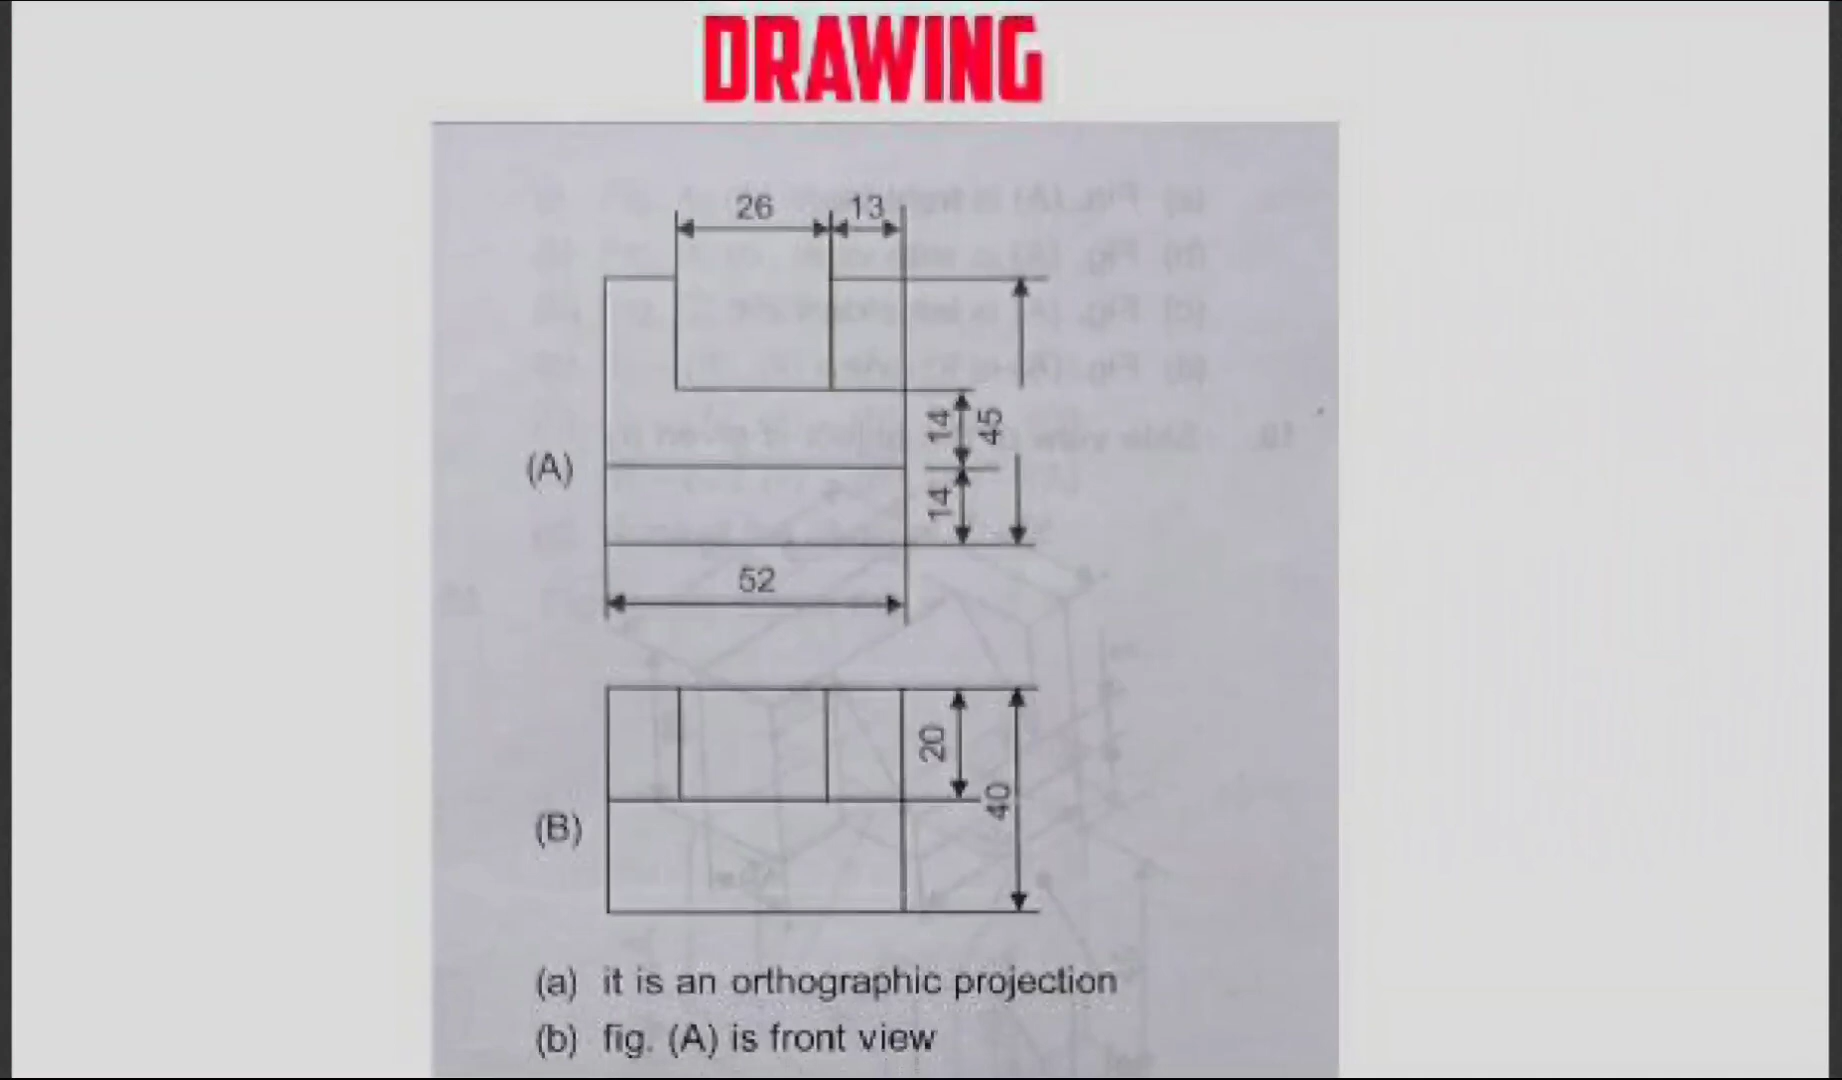 DRAWING
26 13
14
45
(A)
14
52
20
40
(B)
(a) it is an orthographic projection
(b) fig. (A) is front view